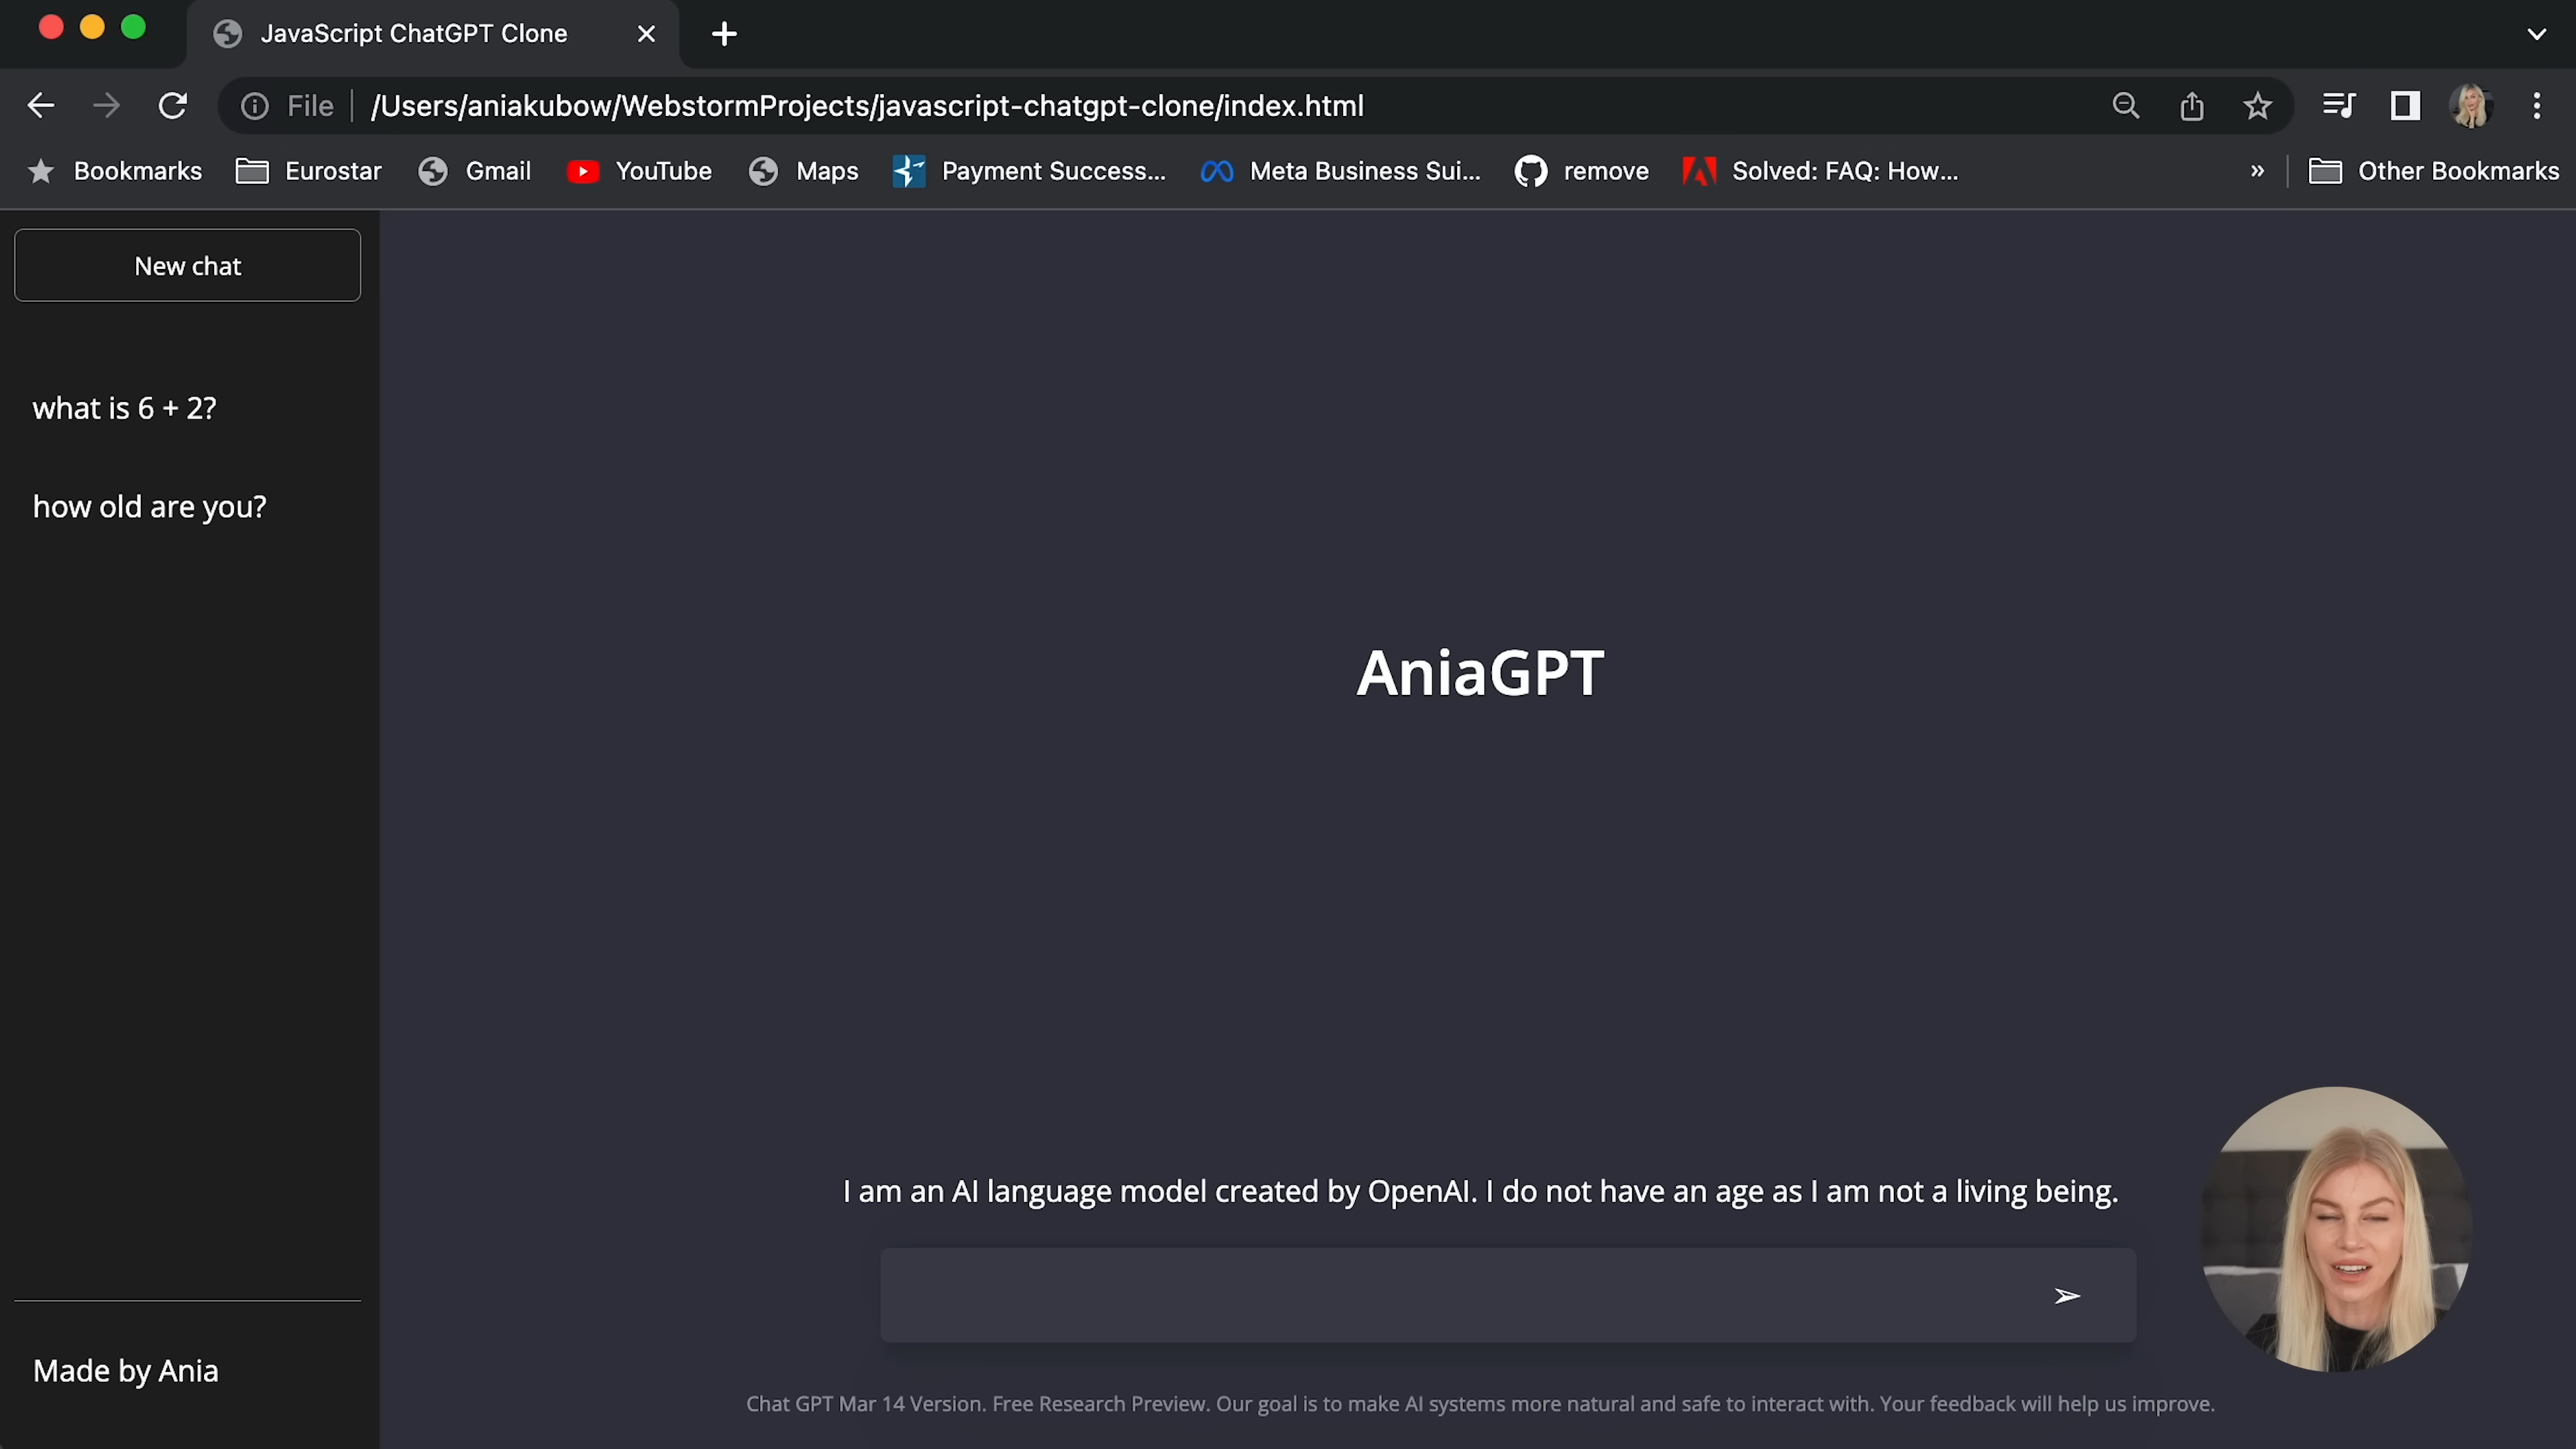 JavaScript ChatGPT Clone
File /Users/aniakubow/WebstormProjects/javascript-chatgpt-clone/index.html
Bookmarks Eurostar Gmail YouTube Maps Payment Success... Meta Business Sui... remove Solved: FAQ: How... » Other Bookmarks
New chat
what is 6 + 2?
how old are you?
AniaGPT
I am an AI language model created by OpenAI. I do not have an age as I am not a living being.
Made by Ania
Chat GPT Mar 14 Version. Free Research Preview. Our goal is to make AI systems more natural and safe to interact with. Your feedback will help us improve.